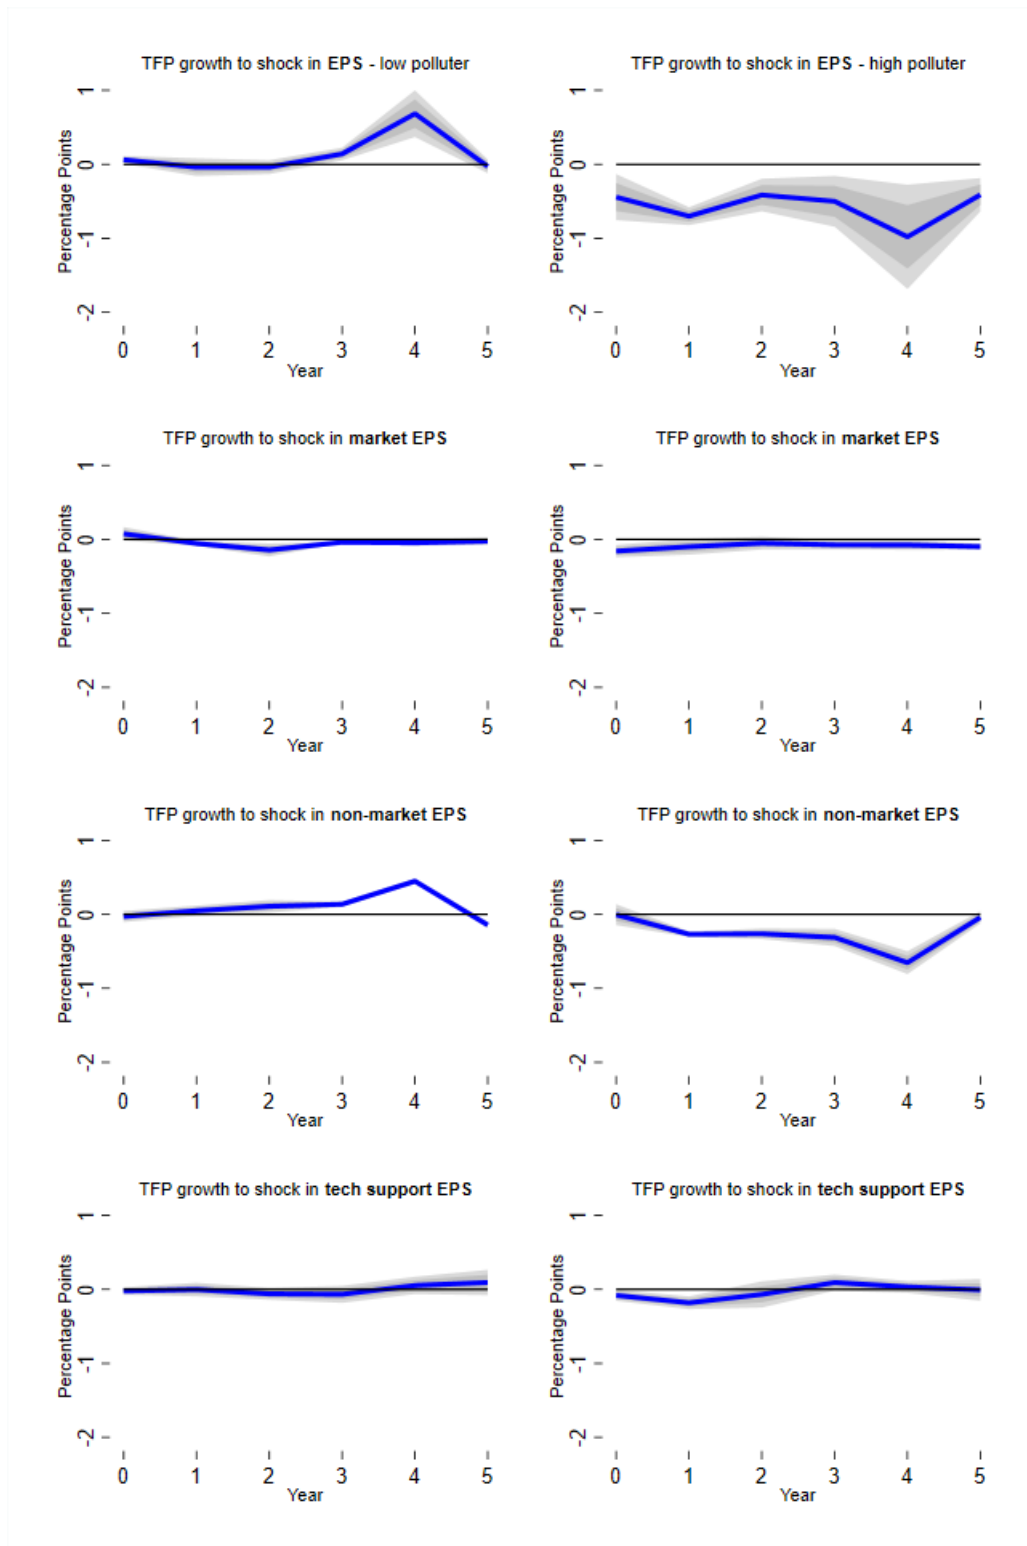 TFP growth to shock in EPS - low polluter
Percentage Points
1
0
-1
-2
0 1 2 3 4 5
Year
TFP growth to shock in EPS - high polluter
Percentage Points
1
0
-1
-2
0 1 2 3 4 5
Year
TFP growth to shock in market EPS
Percentage Points
1
0
-1
-2
0 1 2 3 4 5
Year
TFP growth to shock in market EPS
Percentage Points
1
0
-1
-2
0 1 2 3 4 5
Year
TFP growth to shock in non-market EPS
Percentage Points
1
0
-1
-2
0 1 2 3 4 5
Year
TFP growth to shock in non-market EPS
Percentage Points
1
0
-1
-2
0 1 2 3 4 5
Year
TFP growth to shock in tech support EPS
Percentage Points
1
0
-1
-2
0 1 2 3 4 5
Year
TFP growth to shock in tech support EPS
Percentage Points
1
0
-1
-2
0 1 2 3 4 5
Year